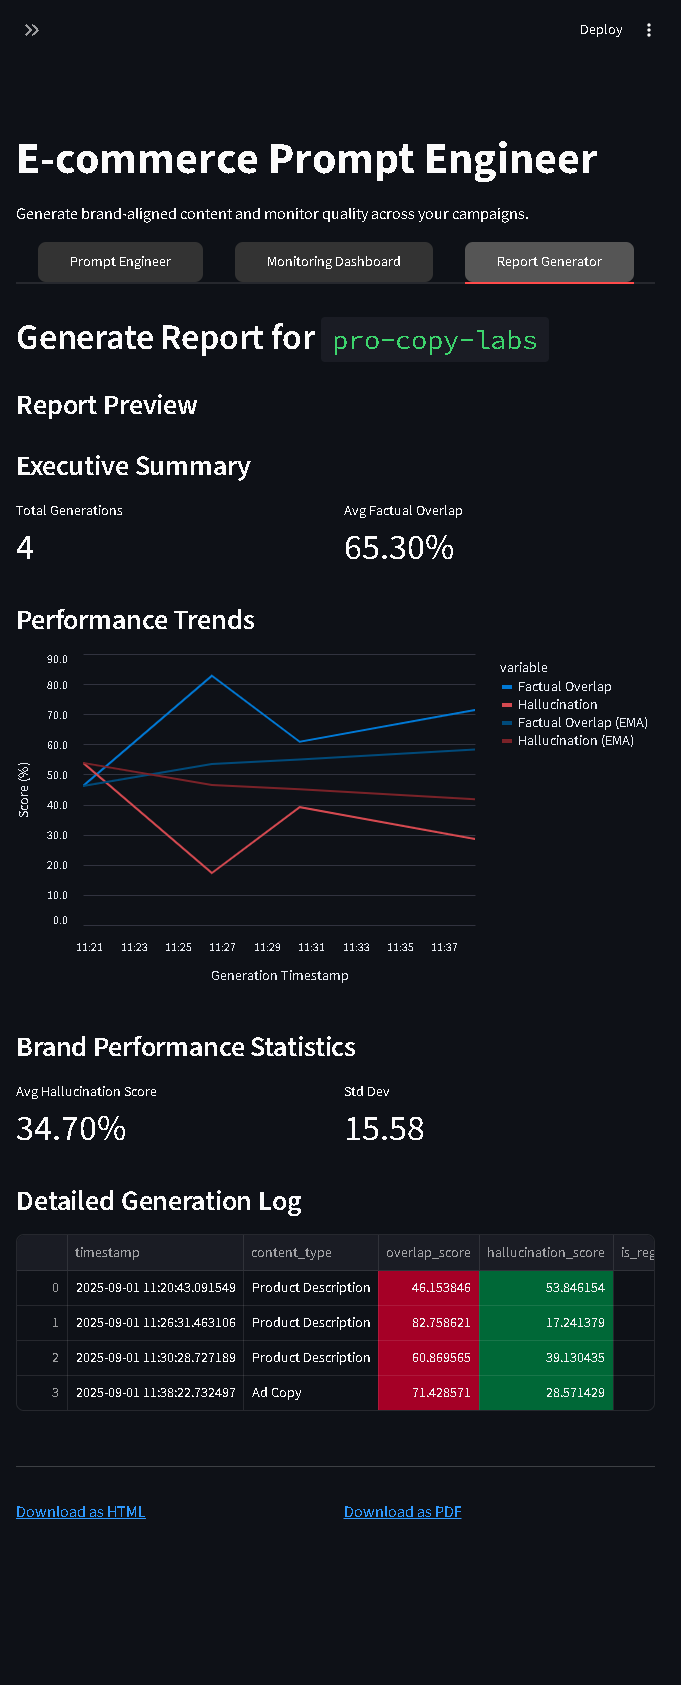 Deploy
E-commerce Prompt Engineer
Generate brand-aligned content and monitor quality across your campaigns.
Prompt Engineer
Monitoring Dashboard
Report Generator
Generate Report for pro-copy-labs
Report Preview
Executive Summary
Total Generations
4
Avg Factual Overlap
65.30%
Performance Trends
90.0
80.0
70.0
60.0
50.0
40.0
30.0
20.0
10.0
0.0
Score (%)
11:21 11:23 11:25 11:27 11:29 11:31 11:33 11:35 11:37
Generation Timestamp
variable
Factual Overlap
Hallucination
Factual Overlap (EMA)
Hallucination (EMA)
Brand Performance Statistics
Avg Hallucination Score
34.70%
Std Dev
15.58
Detailed Generation Log
timestamp content_type overlap_score hallucination_score is_reg
0 2025-09-01 11:20:43.091549 Product Description 46.153846 53.846154
1 2025-09-01 11:26:31.463106 Product Description 82.758621 17.241379
2 2025-09-01 11:30:28.727189 Product Description 60.869565 39.130435
3 2025-09-01 11:38:22.732497 Ad Copy 71.428571 28.571429
Download as HTML
Download as PDF